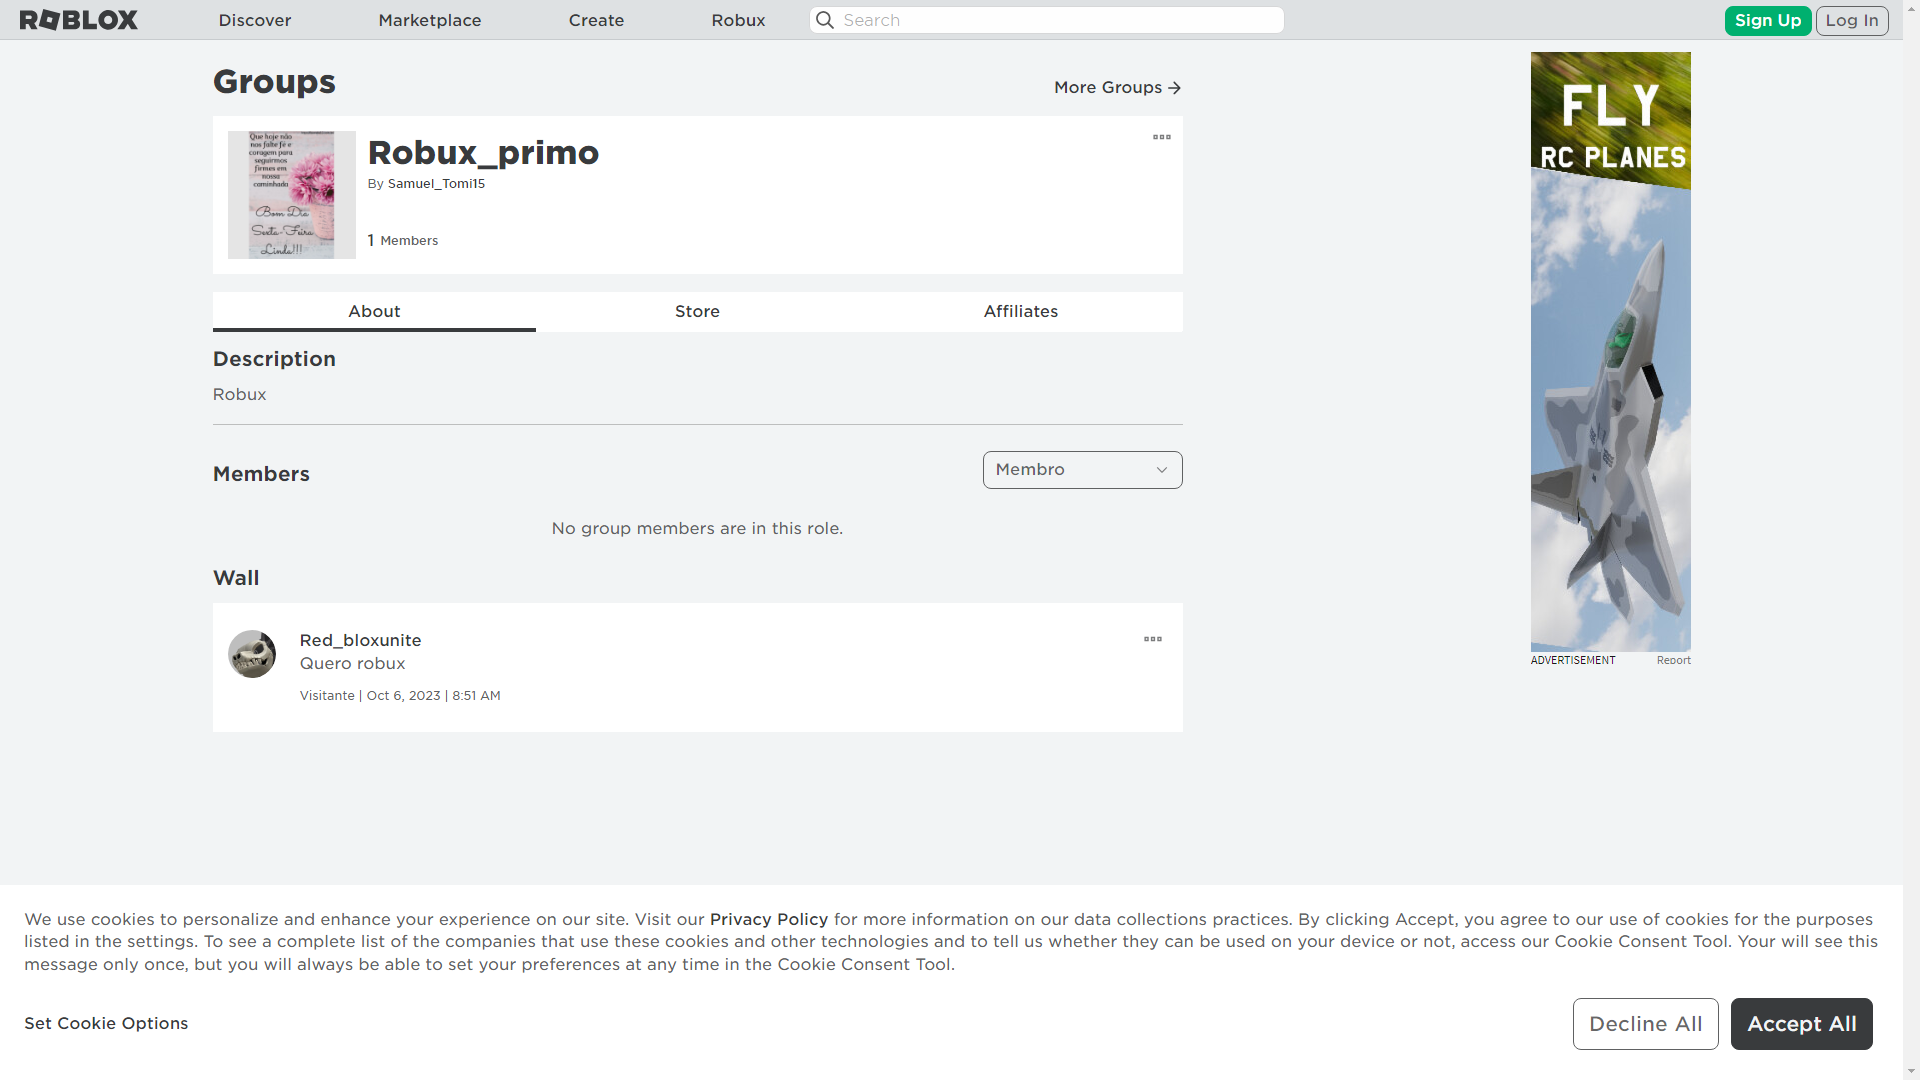 ROBLOX
Discover
Marketplace
Create
Robux
Search
Sign Up
Log In
Groups
More Groups
Que hoje não
nos falte fé e
coragem para
seguirmos
firmes em
nossa
caminhada
Bom Dia
Sexta-Feira
Linda!!!
Robux_primo
By Samuel_Tomi15
1 Members
About
Store
Affiliates
Description
Robux
Members
Membro
No group members are in this role.
Wall
Red_bloxunite
Quero robux
Visitante | Oct 6, 2023 | 8:51 AM
FLY
RC PLANES
ADVERTISEMENT
Report
We use cookies to personalize and enhance your experience on our site. Visit our Privacy Policy for more information on our data collections practices. By clicking Accept, you agree to our use of cookies for the purposes
listed in the settings. To see a complete list of the companies that use these cookies and other technologies and to tell us whether they can be used on your device or not, access our Cookie Consent Tool. Your will see this
message only once, but you will always be able to set your preferences at any time in the Cookie Consent Tool.
Set Cookie Options
Decline All
Accept All